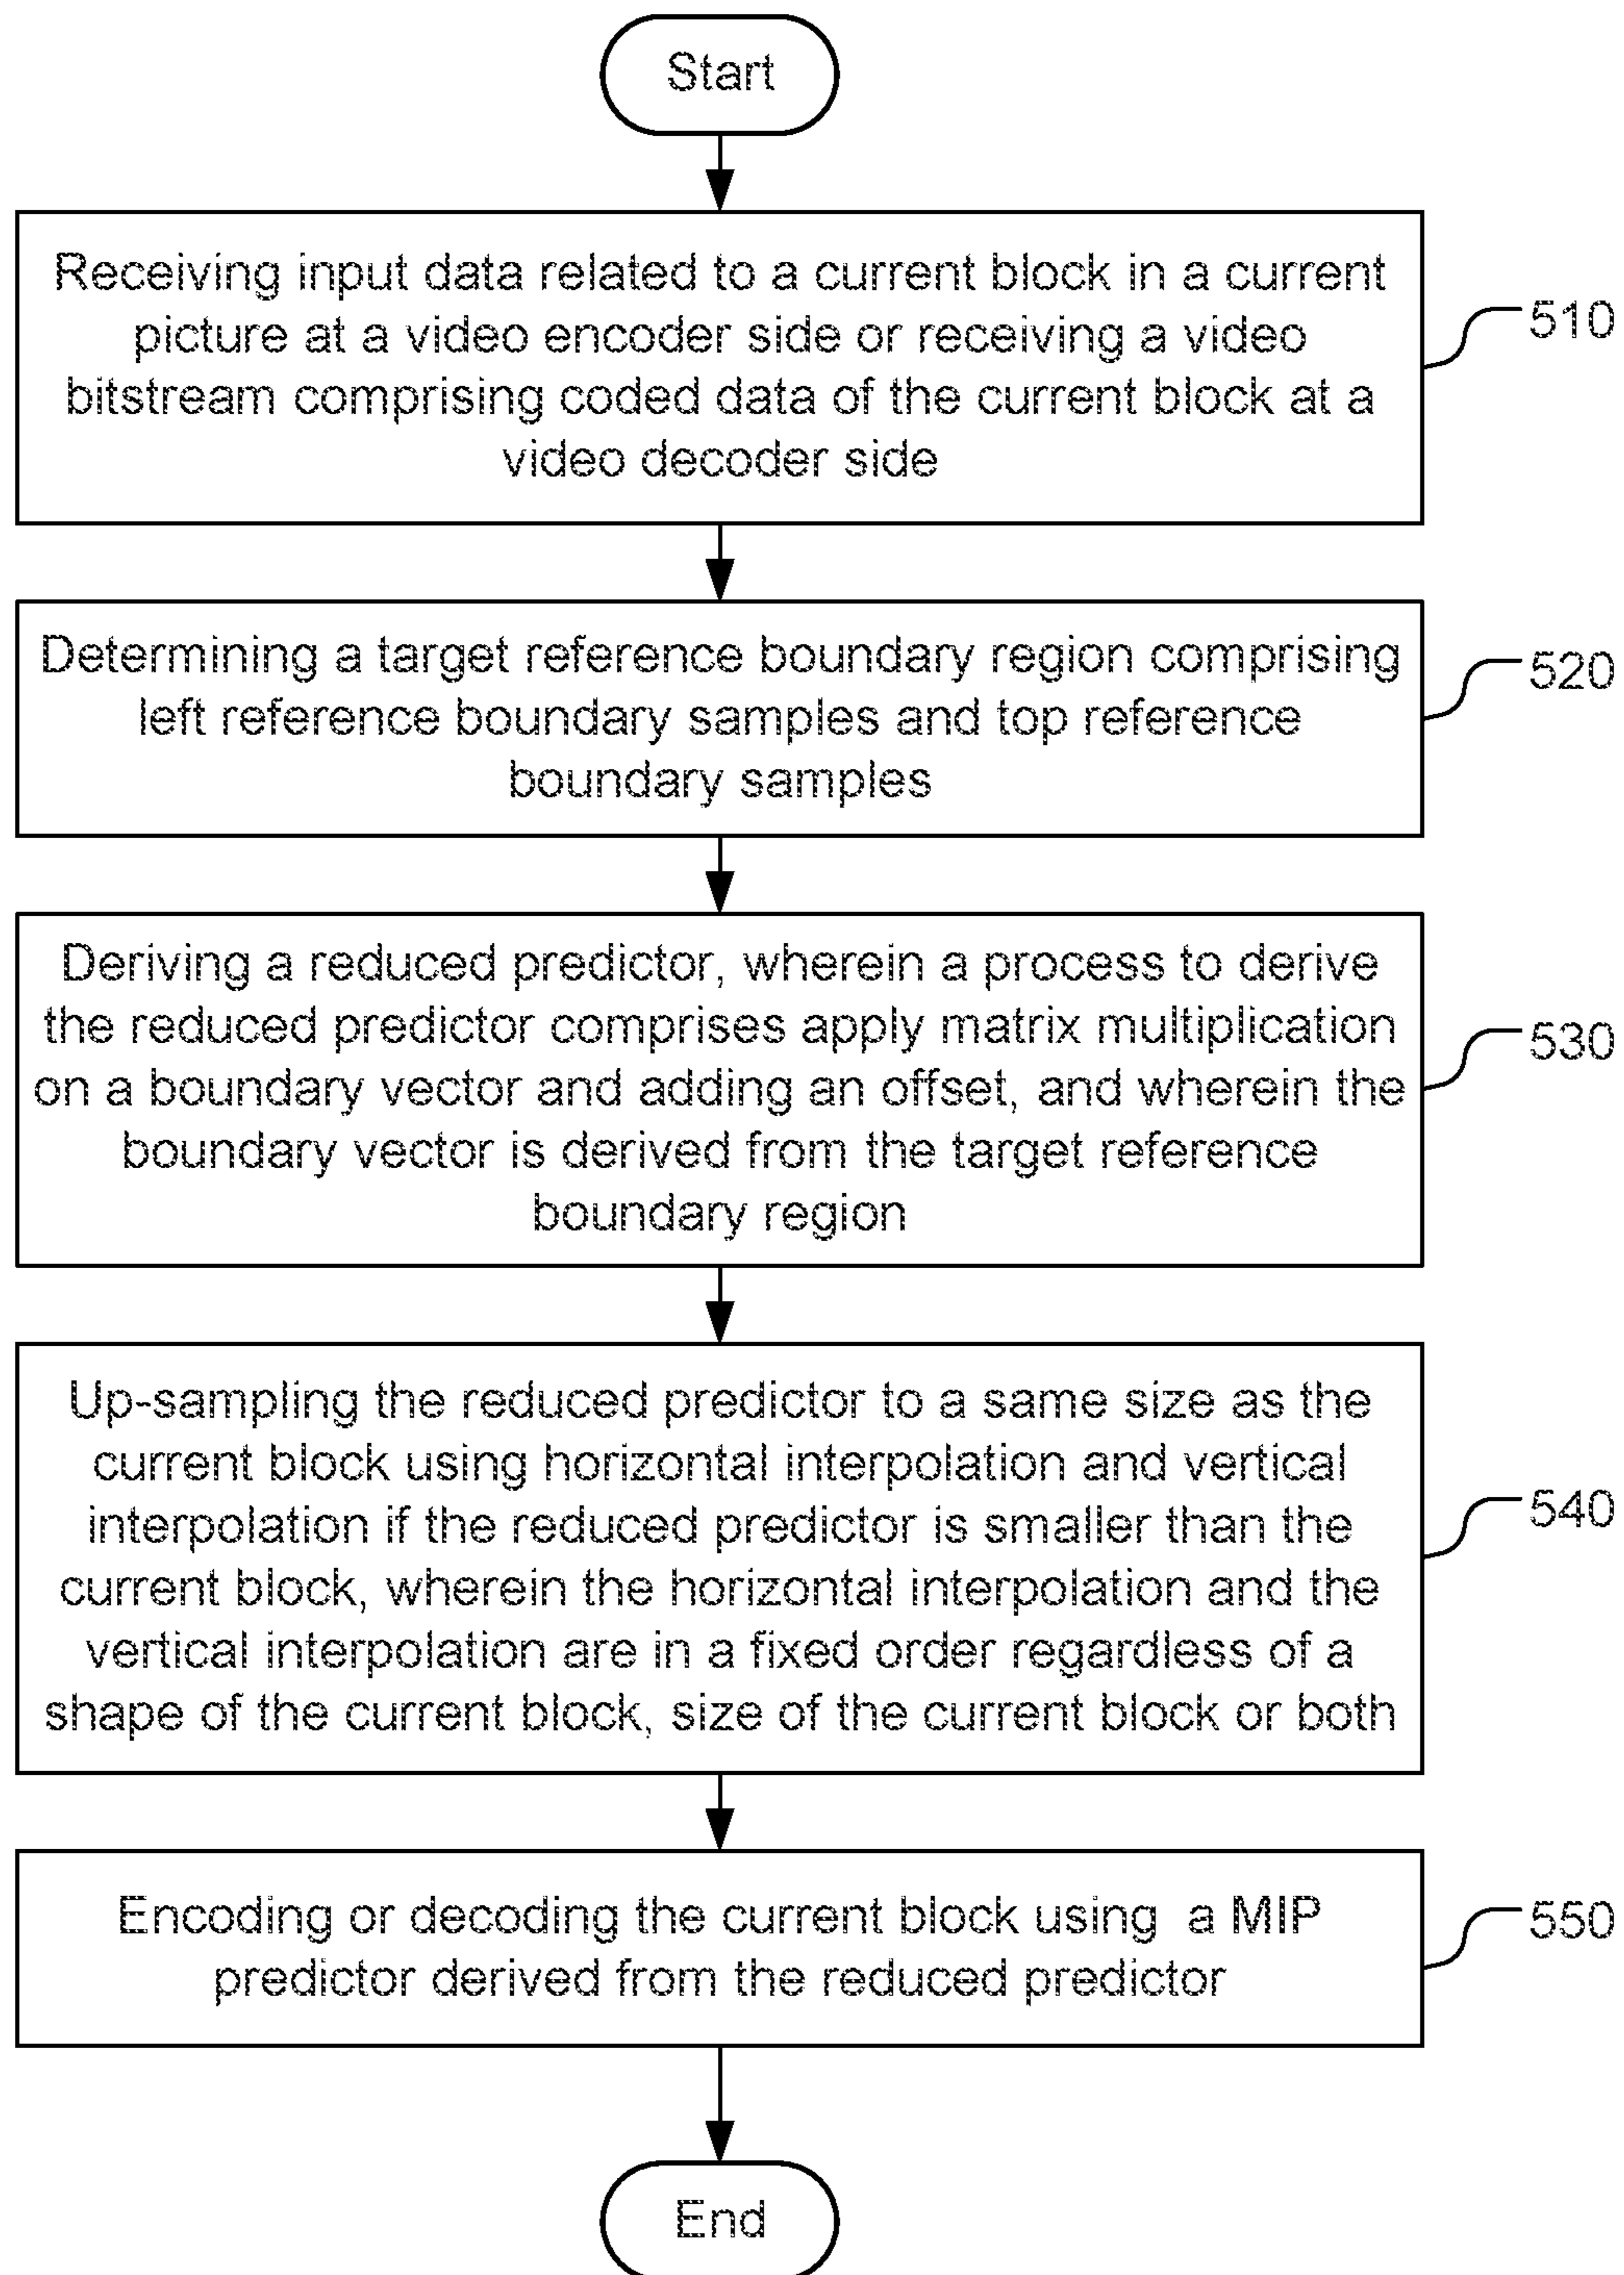 Start
Receiving input data related to a current block in a current
picture at a video encoder side or receiving a video
bitstream comprising coded data of the current block at a
video decoder side
510
Determining a target reference boundary region comprising
left reference boundary samples and top reference
boundary samples
520
Deriving a reduced predictor, wherein a process to derive
the reduced predictor comprises apply matrix multiplication
on a boundary vector and adding an offset, and wherein the
boundary vector is derived from the target reference
boundary region
530
Up-sampling the reduced predictor to a same size as the
current block using horizontal interpolation and vertical
interpolation if the reduced predictor is smaller than the
current block, wherein the horizontal interpolation and the
vertical interpolation are in a fixed order regardless of a
shape of the current block, size of the current block or both
540
Encoding or decoding the current block using a MIP
predictor derived from the reduced predictor
550
End